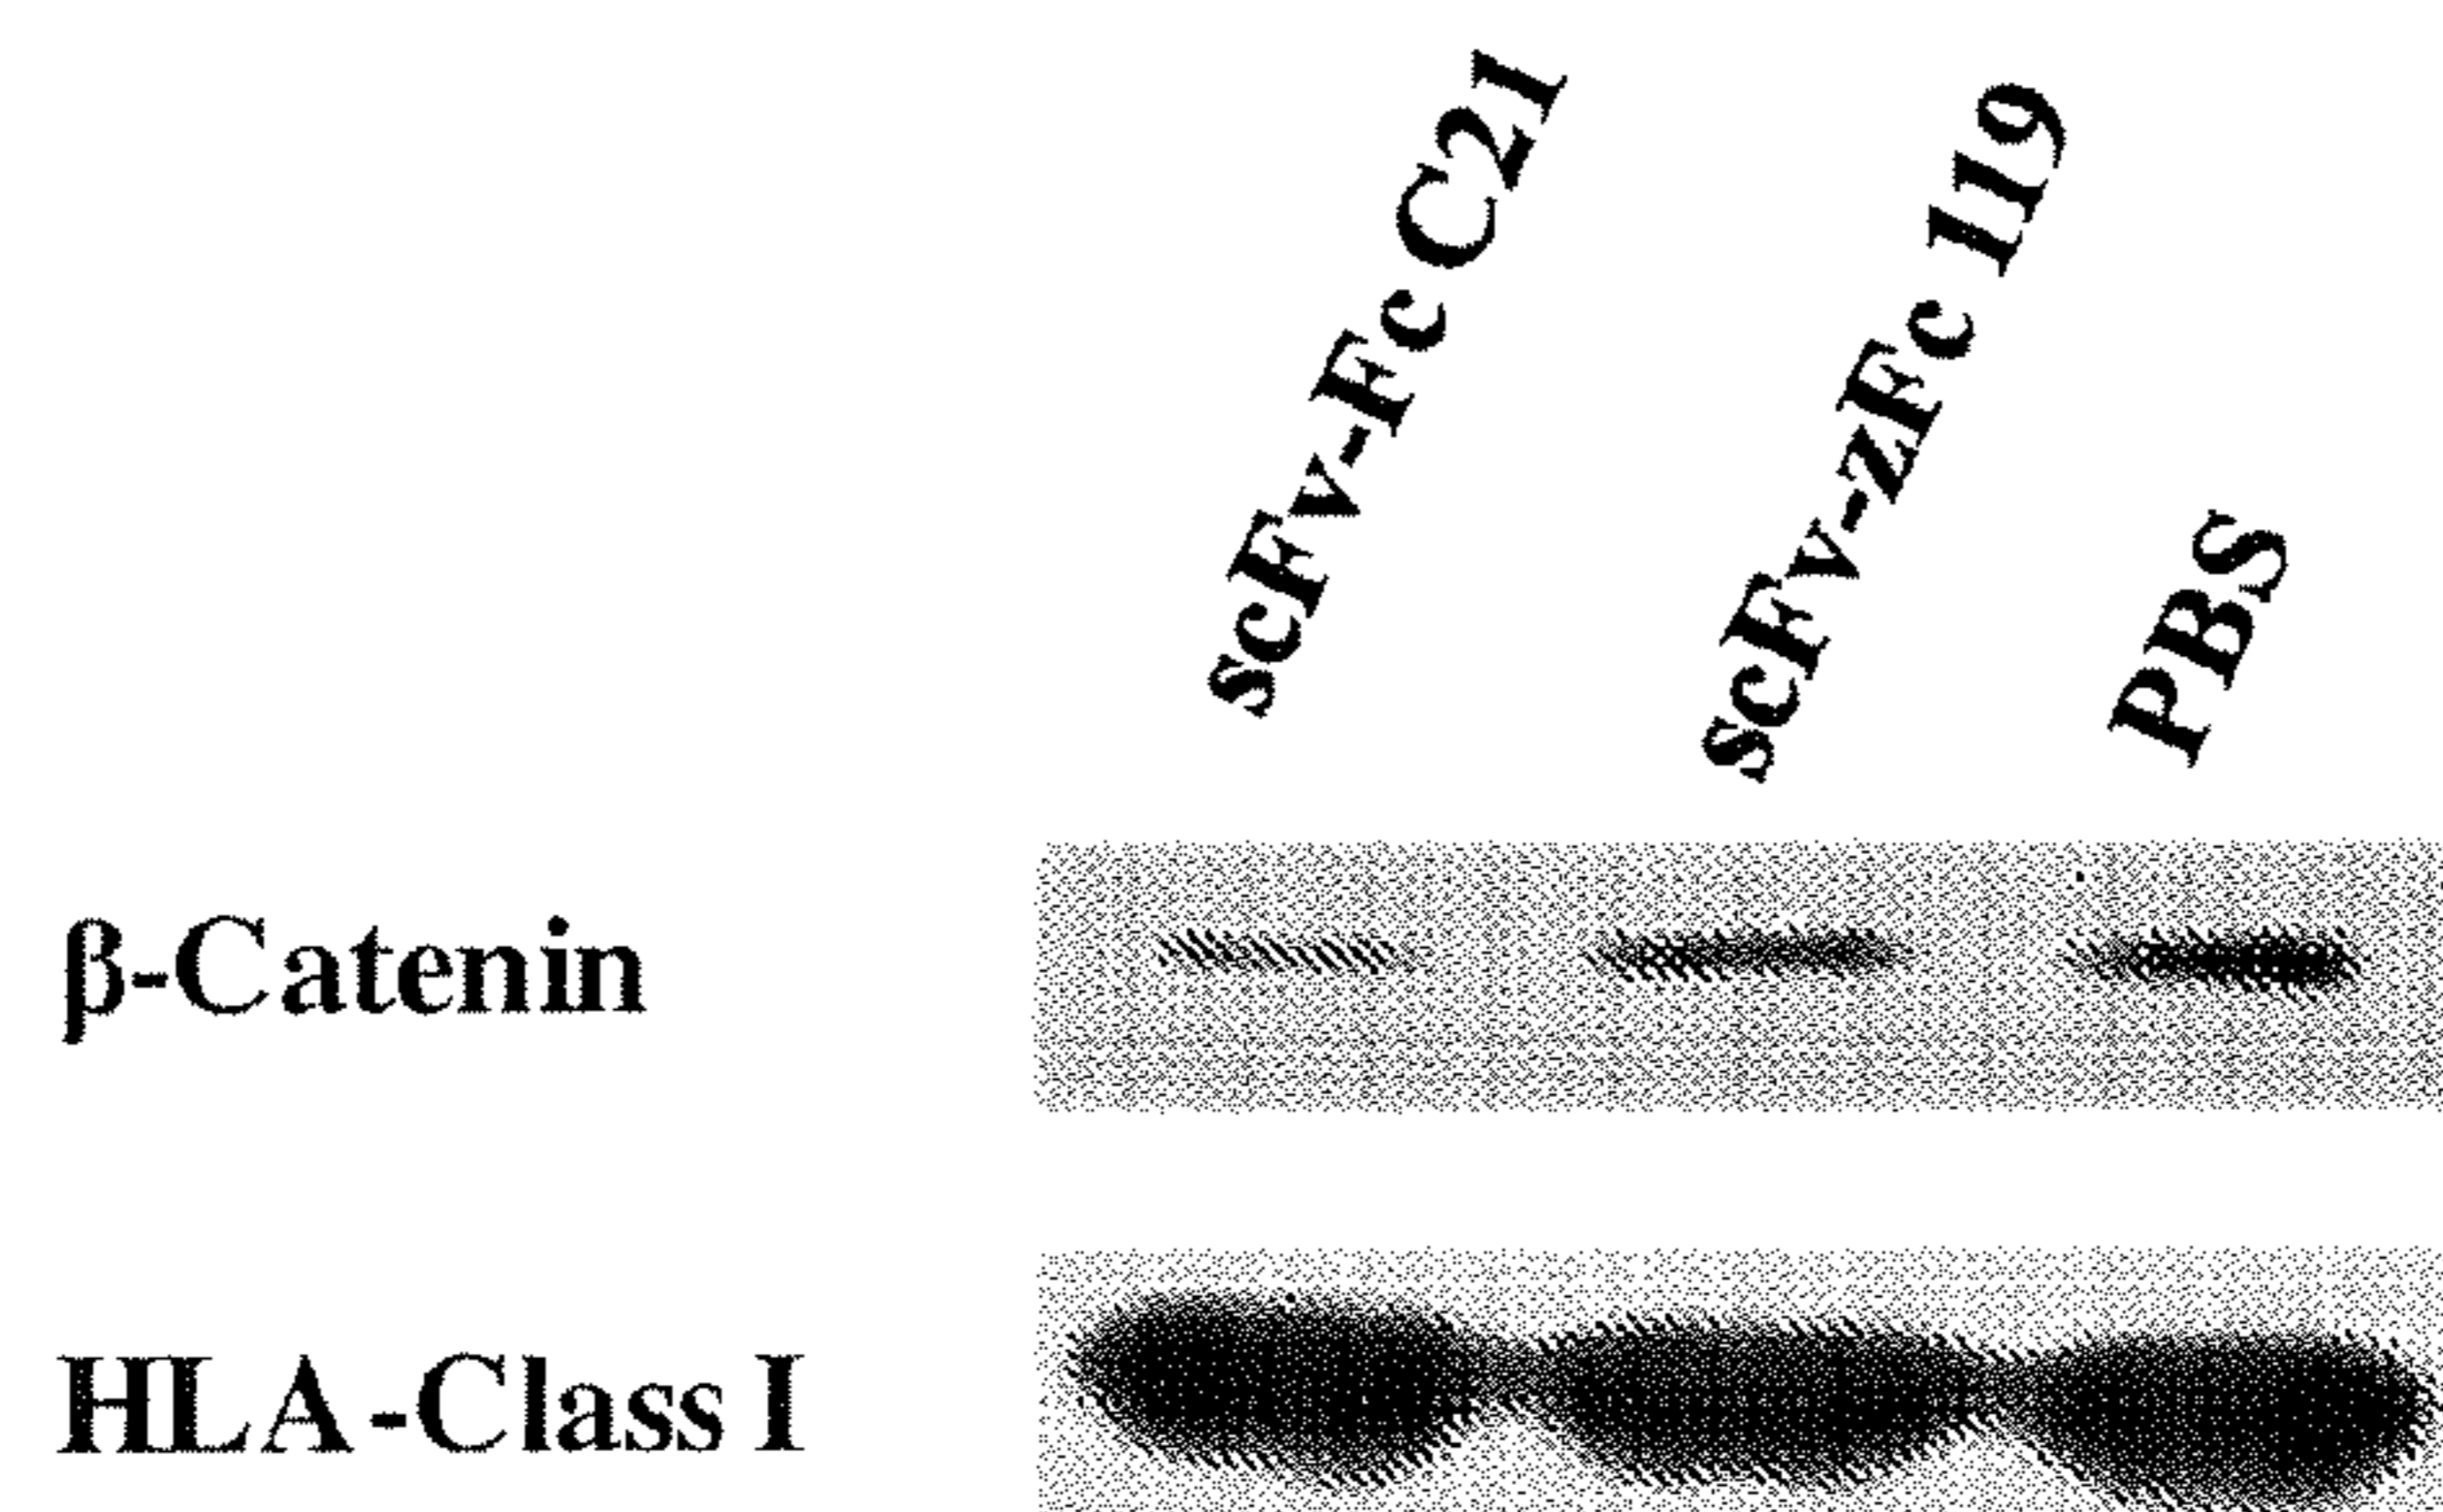 scFv-Fc C21
scFv-zFc 119
PBS
β-Catenin
HLA-Class I